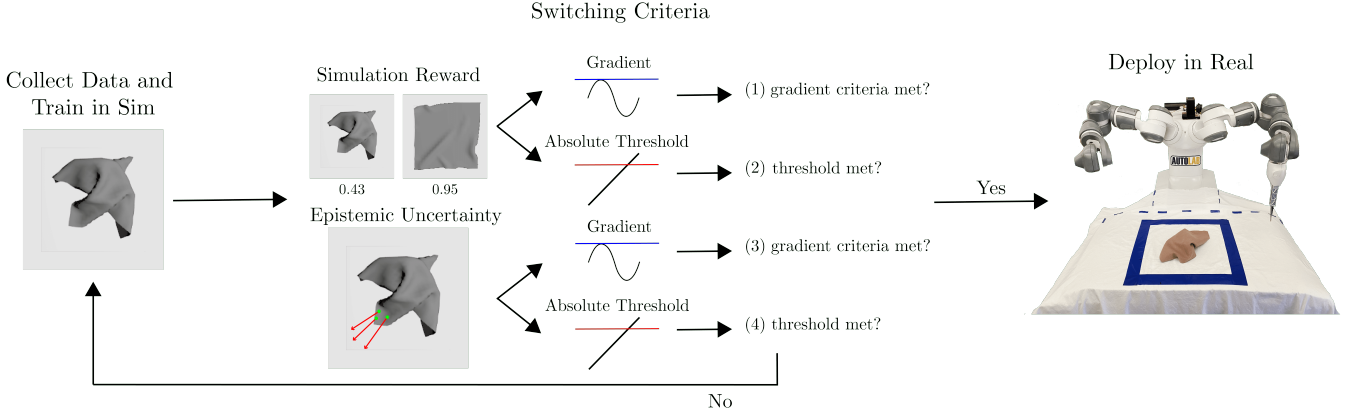 Switching Criteria
Collect Data and
Train in Sim
Simulation Reward
0.43
0.95
Epistemic Uncertainty
Gradient
(1) gradient criteria met?
Absolute Threshold
(2) threshold met?
Gradient
(3) gradient criteria met?
Absolute Threshold
(4) threshold met?
No
Yes
Deploy in Real
AUTOLAB